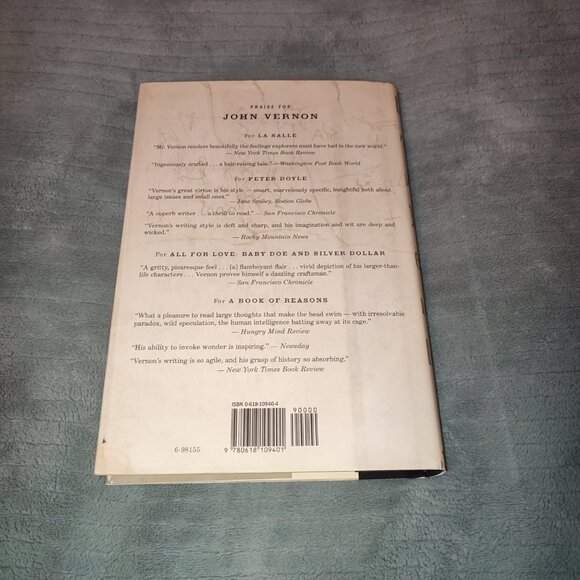 PRAISE FOR
JOHN VERNON
For LA SALLE
"Mr. Vernon renders beautifully the feelings explorers must have had in the new world."
— New York Times Book Review
"Ingeniously crafted . . . a hair-raising tale." — Washington Post Book World
For PETER DOYLE
"Vernon's great virtue is his style — smart, marvelously specific, insightful both about
large issues and small ones." — Jane Smiley, Boston Globe
"A superb writer . . . a thrill to read." — San Francisco Chronicle
"Vernon's writing style is deft and sharp, and his imagination and wit are deep and
wicked." — Rocky Mountain News
For ALL FOR LOVE: BABY DOE AND SILVER DOLLAR
"A gritty, picaresque feel . . . [a] flamboyant flair . . . vivid depiction of his larger-than-
life characters . . . Vernon proves himself a dazzling craftsman."
— San Francisco Chronicle
For A BOOK OF REASONS
"What a pleasure to read large thoughts that make the head swim — with irresolvable
paradox, wild speculation, the human intelligence batting away at its cage."
— Hungry Mind Review
"His ability to invoke wonder is inspiring." — Newsday
"Vernon's writing is so agile, and his grasp of history so absorbing."
— New York Times Book Review
ISBN 0-618-10940-4
90000
6-98155
9 780618 109401